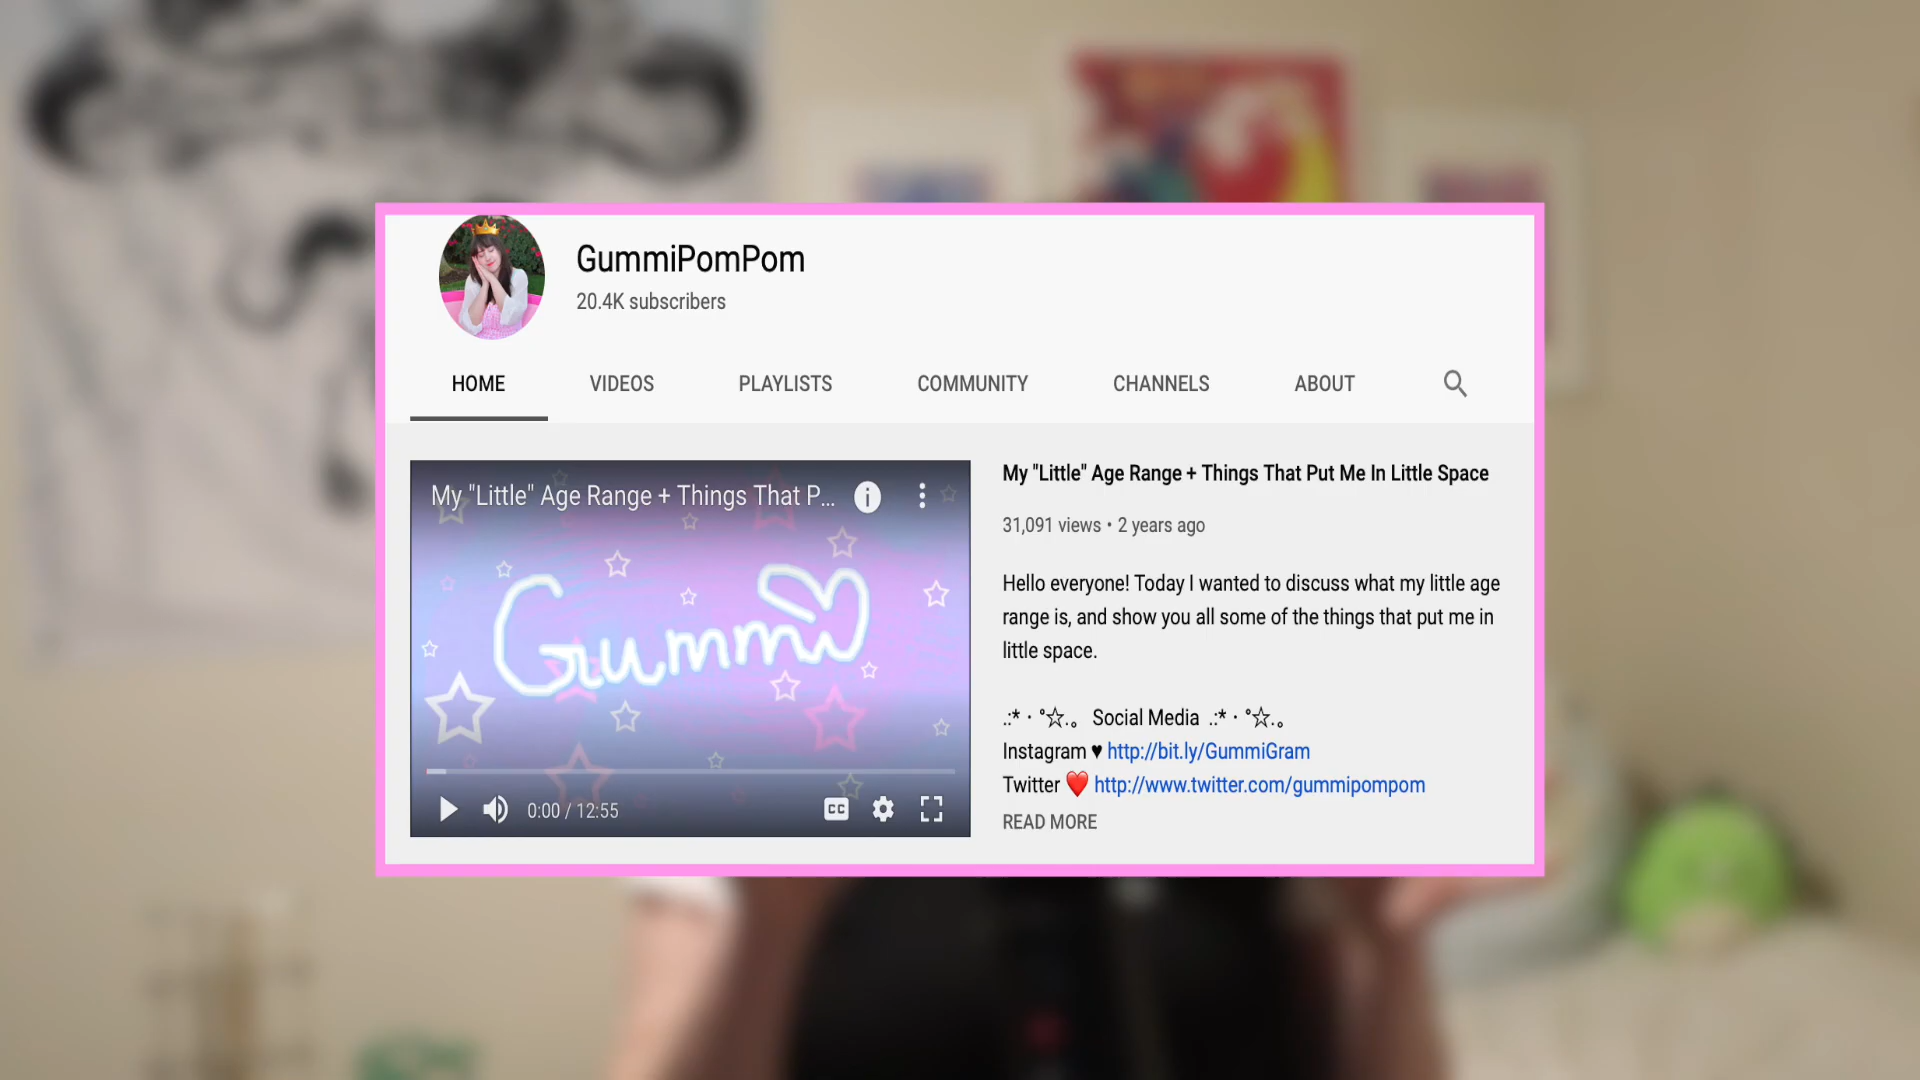 GummiPomPom
20.4K subscribers
HOME VIDEOS PLAYLISTS COMMUNITY CHANNELS ABOUT
My "Little" Age Range + Things That P...
Gummi
0:00 / 12:55
CC
My "Little" Age Range + Things That Put Me In Little Space
31,091 views • 2 years ago
Hello everyone! Today I wanted to discuss what my little age
range is, and show you all some of the things that put me in
little space.
.:*・°☆.。 Social Media .:*・°☆.。
Instagram ♥ http://bit.ly/GummiGram
Twitter ❤️ http://www.twitter.com/gummipompom
READ MORE